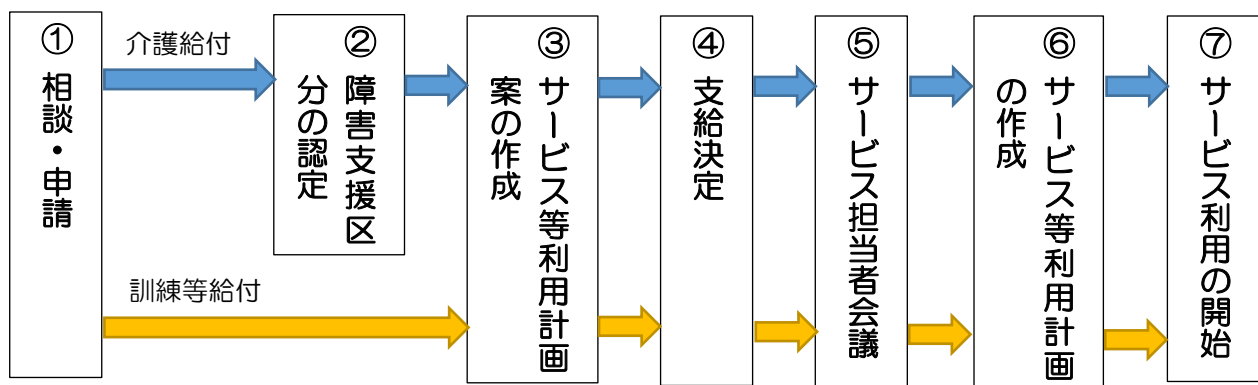 ①
相談・申請
介護給付
訓練等給付
②
障害支援区
分の認定
③
サービス等利用計画
案の作成
④
支給決定
⑤
サービス担当者会議
⑥
サービス等利用計画
の作成
⑦
サービス利用の開始